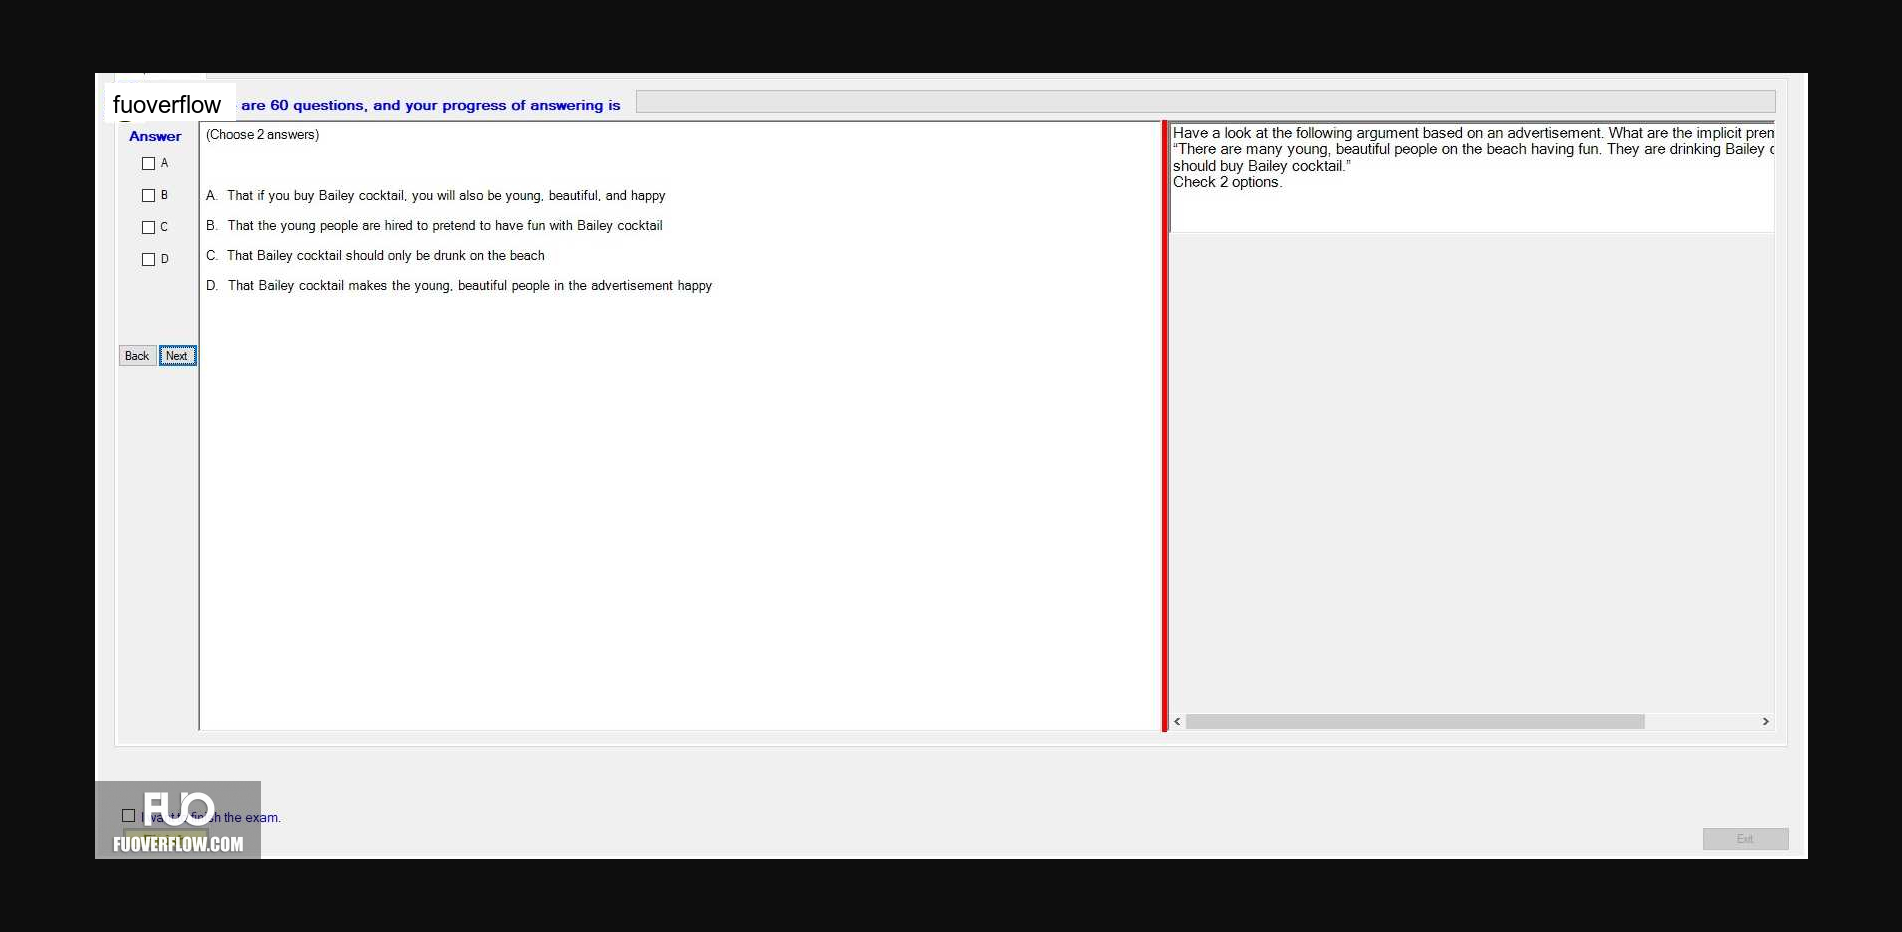 fuoverflow are 60 questions, and your progress of answering is
Answer
(Choose 2 answers)
A
B
C
D
A. That if you buy Bailey cocktail, you will also be young, beautiful, and happy
B. That the young people are hired to pretend to have fun with Bailey cocktail
C. That Bailey cocktail should only be drunk on the beach
D. That Bailey cocktail makes the young, beautiful people in the advertisement happy
Back Next
Have a look at the following argument based on an advertisement. What are the implicit
“There are many young, beautiful people on the beach having fun. They are drinking Bailey
should buy Bailey cocktail.”
Check 2 options.
the exam.
FUO
FUOVERFLOW.COM
Exit